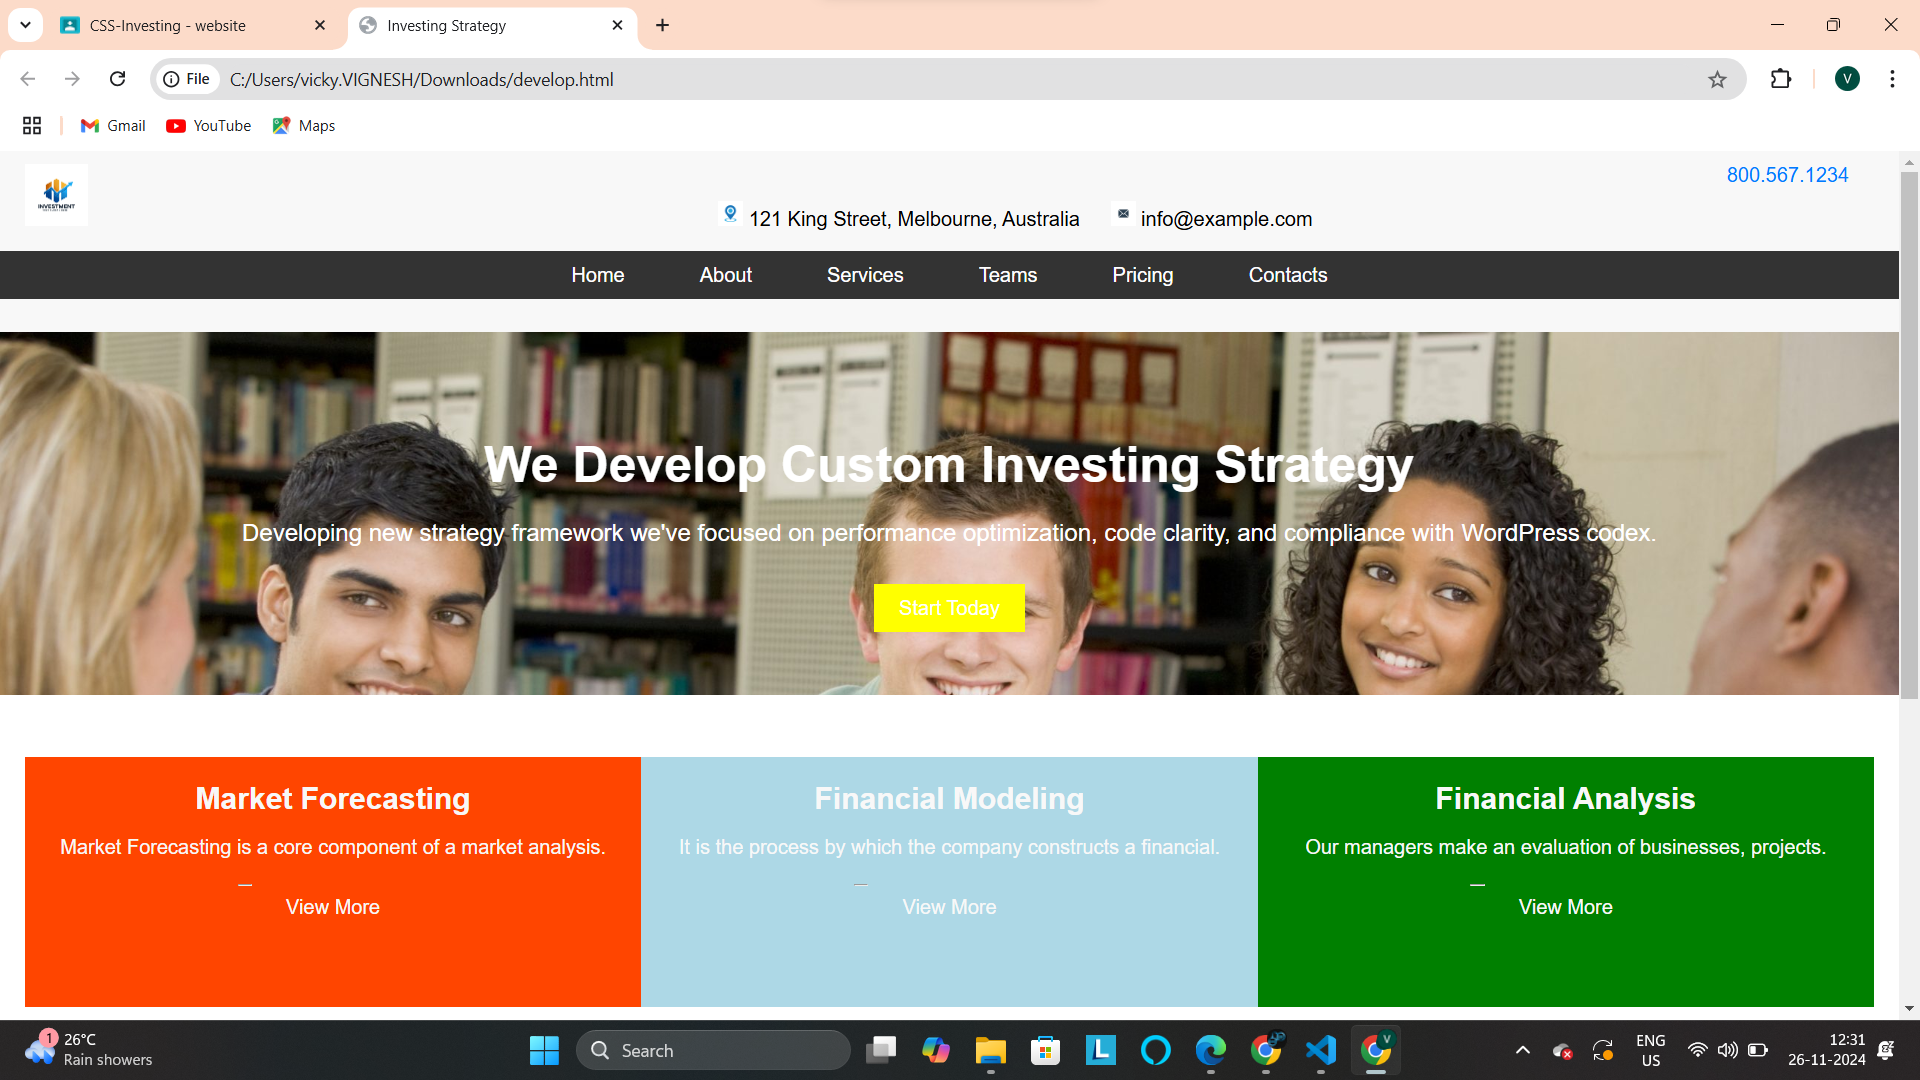 CSS-Investing - website
Investing Strategy
File
C:/Users/vicky.VIGNESH/Downloads/develop.html
V
Gmail
YouTube
Maps
INVESTMENT
800.567.1234
121 King Street, Melbourne, Australia
info@example.com
Home
About
Services
Teams
Pricing
Contacts
We Develop Custom Investing Strategy
Developing new strategy framework we've focused on performance optimization, code clarity, and compliance with WordPress codex.
Start Today
Market Forecasting
Market Forecasting is a core component of a market analysis.
View More
Financial Modeling
It is the process by which the company constructs a financial.
View More
Financial Analysis
Our managers make an evaluation of businesses, projects.
View More
1
26°C
Rain showers
Search
L
V
ENG
US
12:31
26-11-2024